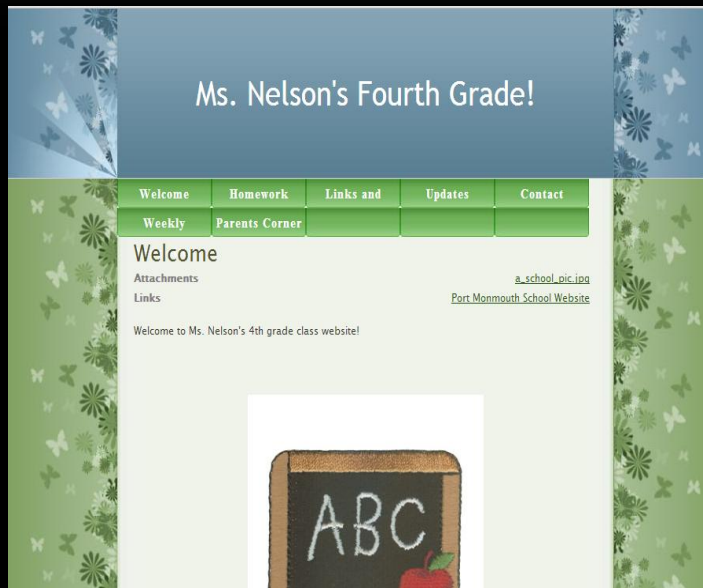 Ms. Nelson's Fourth Grade!
Welcome Homework Links and Updates Contact
Weekly Parents Corner
Welcome
Attachments a_school_pic.jpg
Links Port Monmouth School Website
Welcome to Ms. Nelson's 4th grade class website!
ABC